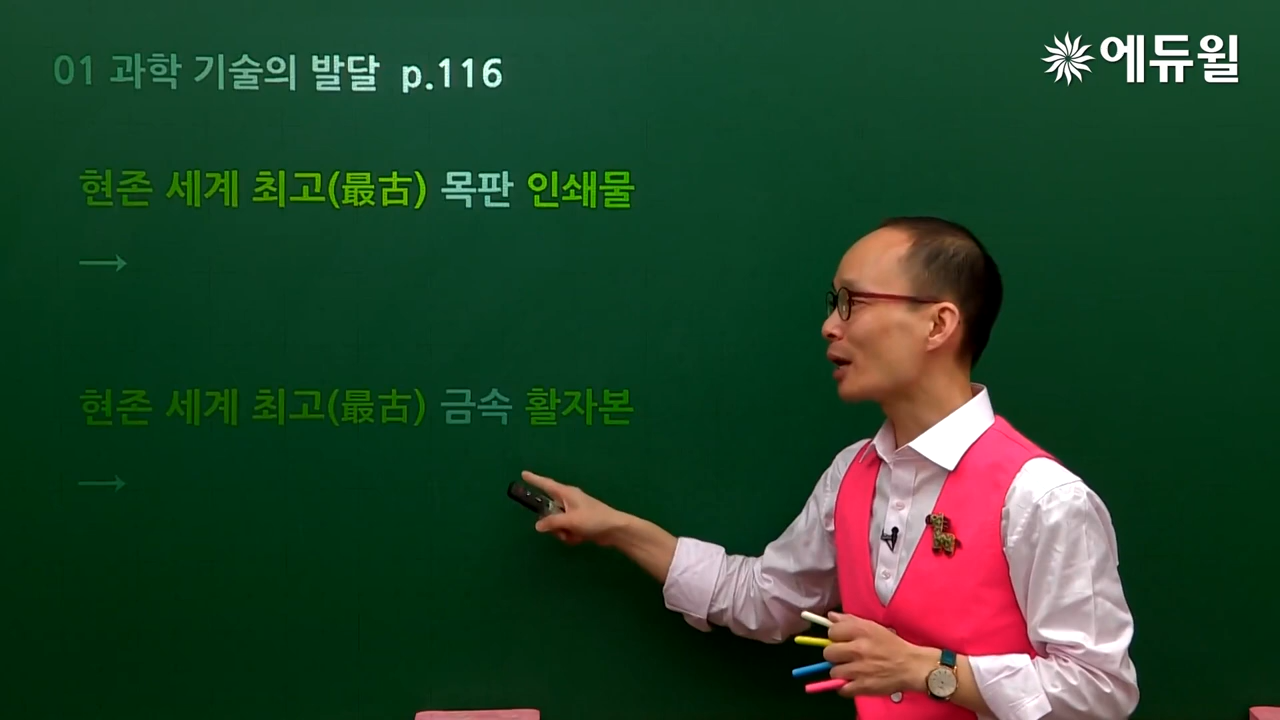 01 과학 기술의 발달 p.116
에듀윌
현존 세계 최고(最古) 목판 인쇄물
→
현존 세계 최고(最古) 금속 활자본
→